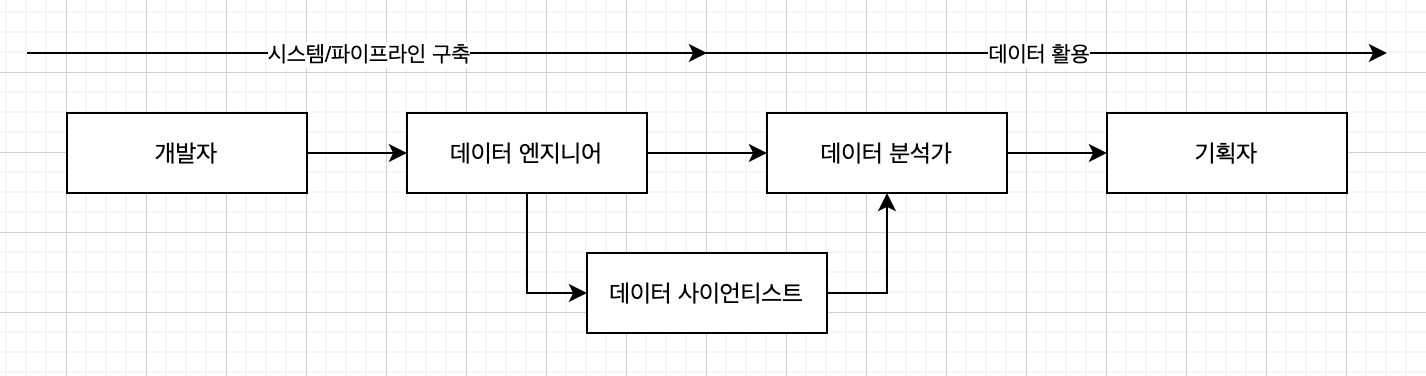 시스템/파이프라인 구축
데이터 활용
개발자
데이터 엔지니어
데이터 분석가
기획자
데이터 사이언티스트